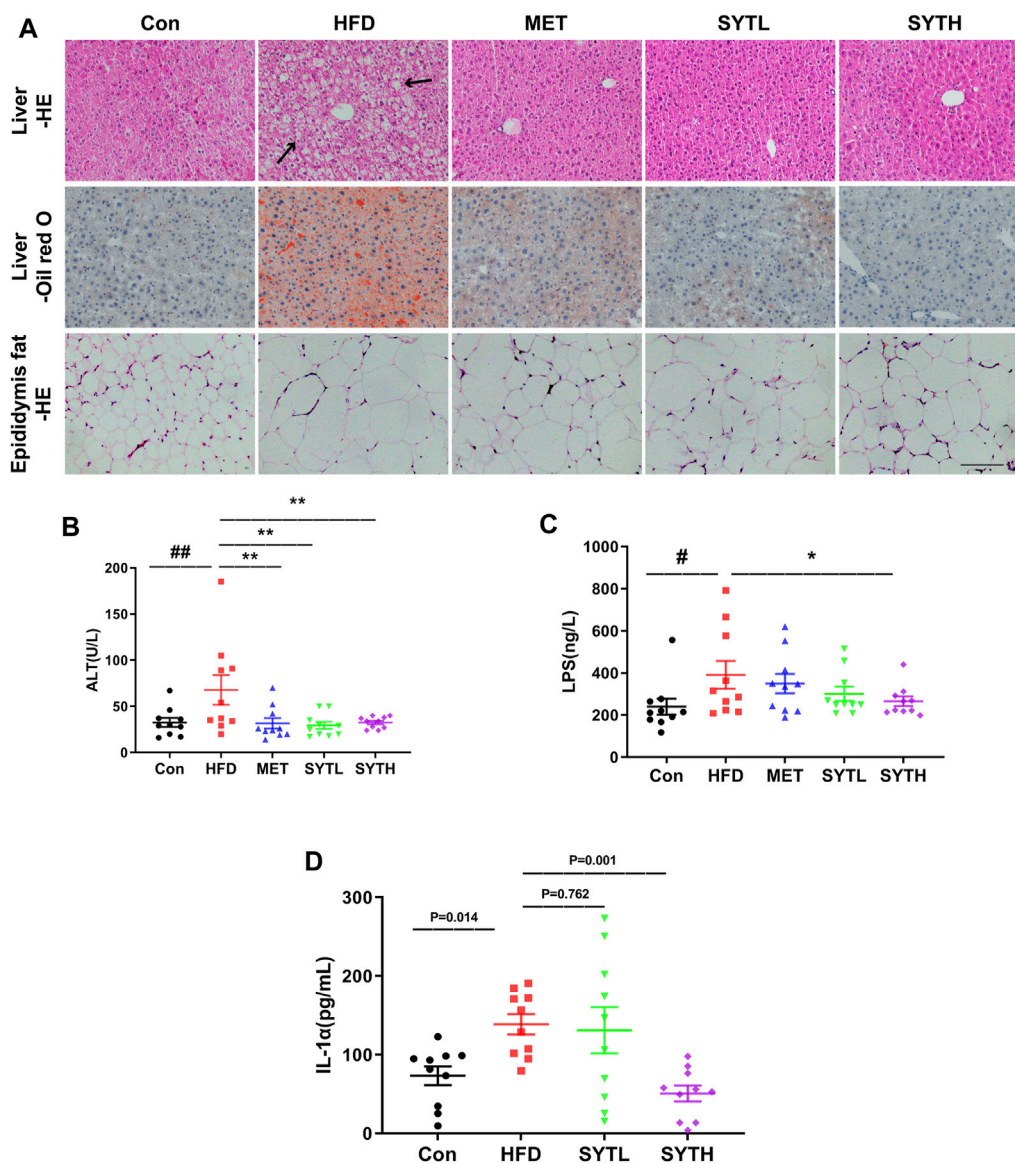 A
Con HFD MET SYTL SYTH
Liver
-HE
Liver
-Oil red O
Epididymis fat
-HE
B
**
**
## **
ALT(U/L)
200
150
100
50
0
Con HFD MET SYTL SYTH
C
# *
LPS(ng/L)
1000
800
600
400
200
0
Con HFD MET SYTL SYTH
D
P=0.001
P=0.762
P=0.014
IL-1α(pg/mL)
300
200
100
0
Con HFD SYTL SYTH